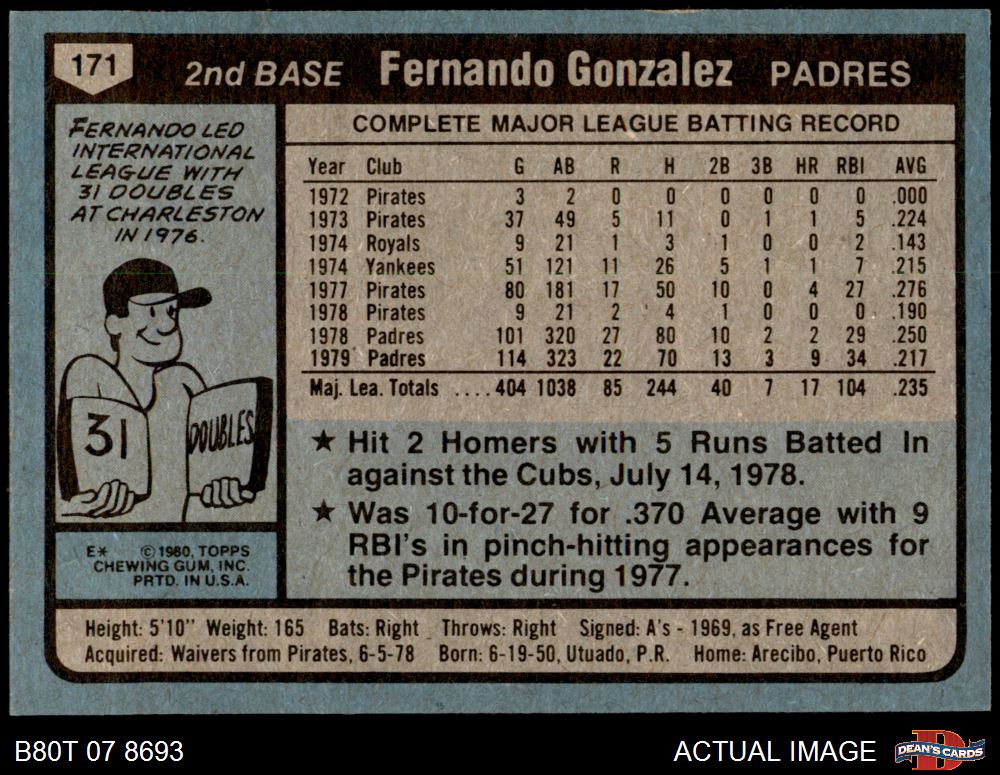 171
2nd BASE Fernando Gonzalez PADRES
FERNANDO LED
INTERNATIONAL
LEAGUE WITH
31 DOUBLES
AT CHARLESTON
IN 1976.
31 DOUBLES
E* © 1980, TOPPS
CHEWING GUM, INC.
PRTD. IN U.S.A.
COMPLETE MAJOR LEAGUE BATTING RECORD
Year Club G AB R H 2B 3B HR RBI AVG
1972 Pirates 3 2 0 0 0 0 0 0 .000
1973 Pirates 37 49 5 11 0 1 1 5 .224
1974 Royals 9 21 1 3 1 0 0 2 .143
1974 Yankees 51 121 11 26 5 1 1 7 .215
1977 Pirates 80 181 17 50 10 0 4 27 .276
1978 Pirates 9 21 2 4 1 0 0 0 .190
1978 Padres 101 320 27 80 10 2 2 29 .250
1979 Padres 114 323 22 70 13 3 9 34 .217
Maj. Lea. Totals ....404 1038 85 244 40 7 17 104 .235
★ Hit 2 Homers with 5 Runs Batted In
against the Cubs, July 14, 1978.
★ Was 10-for-27 for .370 Average with 9
RBI's in pinch-hitting appearances for
the Pirates during 1977.
Height: 5'10" Weight: 165 Bats: Right Throws: Right Signed: A's - 1969, as Free Agent
Acquired: Waivers from Pirates, 6-5-78 Born: 6-19-50, Utuado, P.R. Home: Arecibo, Puerto Rico
B80T 07 8693 ACTUAL IMAGE DEAN'S CARDS